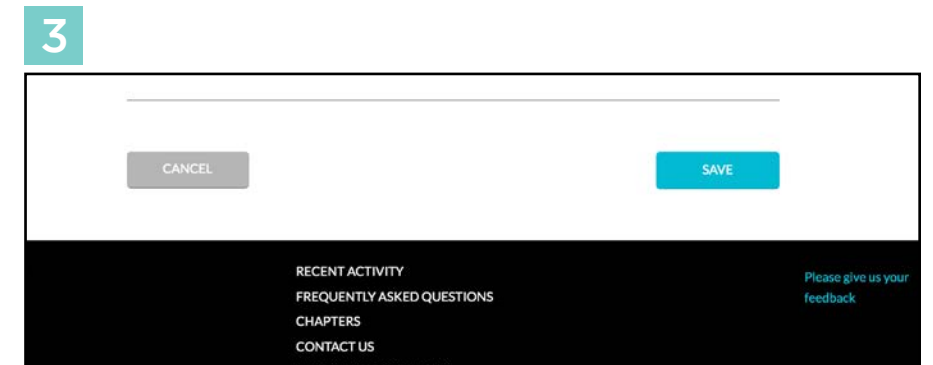 3
CANCEL
SAVE
RECENT ACTIVITY
FREQUENTLY ASKED QUESTIONS
CHAPTERS
CONTACT US
Please give us your
feedback